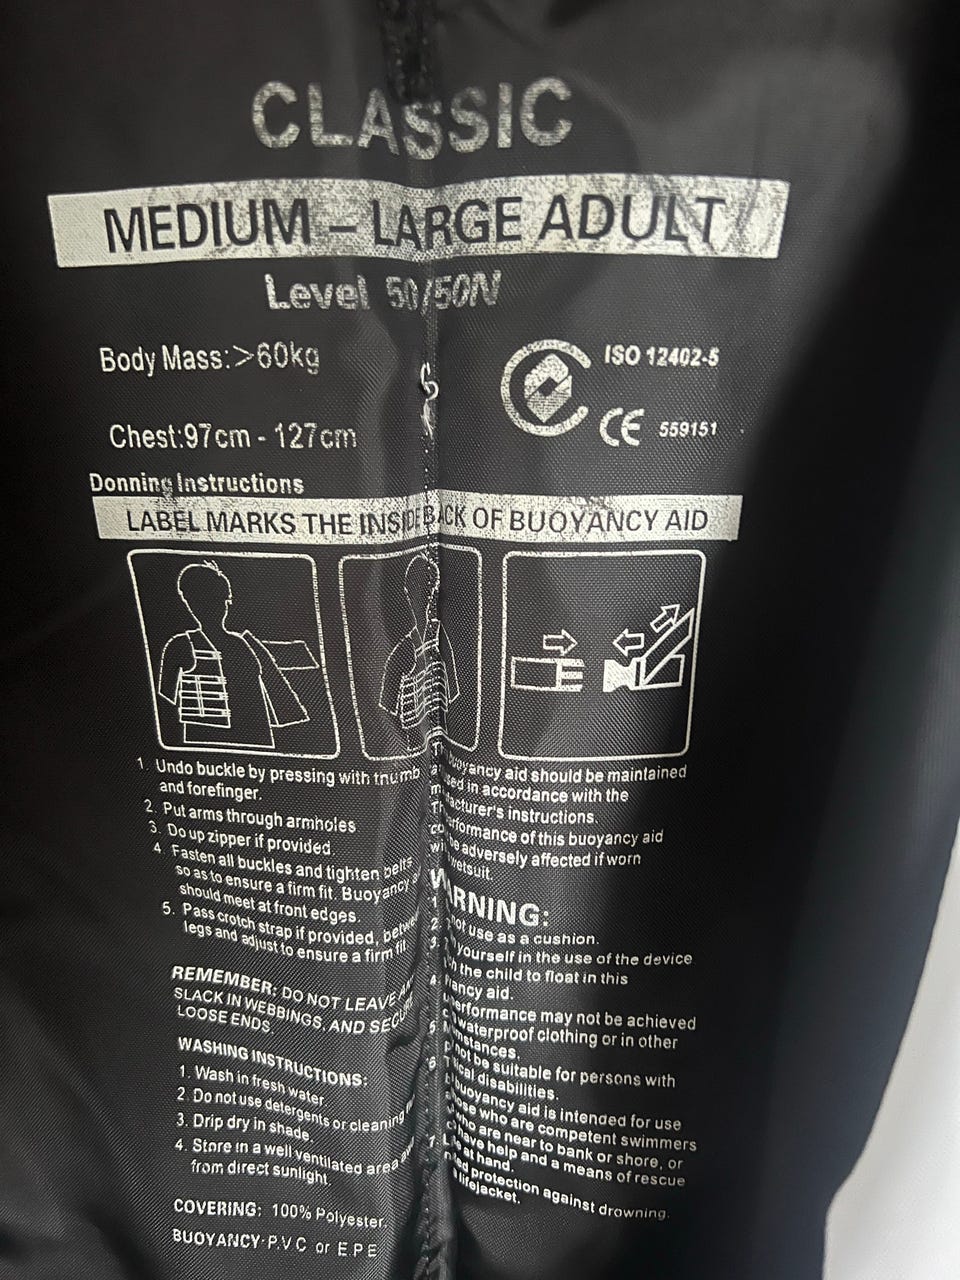 CLASSIC
MEDIUM – LARGE ADULT
Level 50/50N
Body Mass:>60kg
Chest:97cm - 127cm
ISO 12402-5
CE 559151
Donning Instructions
LABEL MARKS THE INSIDE BACK OF BUOYANCY AID
1. Undo buckle by pressing with thumb
and forefinger.
2. Put arms through armholes
3. Do up zipper if provided
4. Fasten all buckles and tighten belts
so as to ensure a firm fit. Buoyancy
should meet at front edges.
5. Pass crotch strap if provided,
legs and adjust to ensure a firm fit.
REMEMBER: DO NOT LEAVE
SLACK IN WEBBINGS, AND
LOOSE ENDS
WASHING INSTRUCTIONS:
1. Wash in fresh water.
2. Do not use detergents or cleaning
3. Drip dry in shade.
4. Store in a well ventilated area
from direct sunlight.
COVERING: 100% Polyester.
BUOYANCY-P.V.C or E.P.E
buoyancy aid should be maintained
in accordance with the
instructions.
of this buoyancy aid
be adversely affected if worn
wetsuit.
WARNING:
1.
2. not use as a cushion.
3. yourself in the use of the device
the child to float in this
aid.
4. performance may not be achieved
waterproof clothing or in other
5. not be suitable for persons with
disabilities.
6. buoyancy aid is intended for use
who are competent swimmers
who are near to bank or shore, or
have help and a means of rescue
at hand.
7. protection against drowning.
lifejacket.